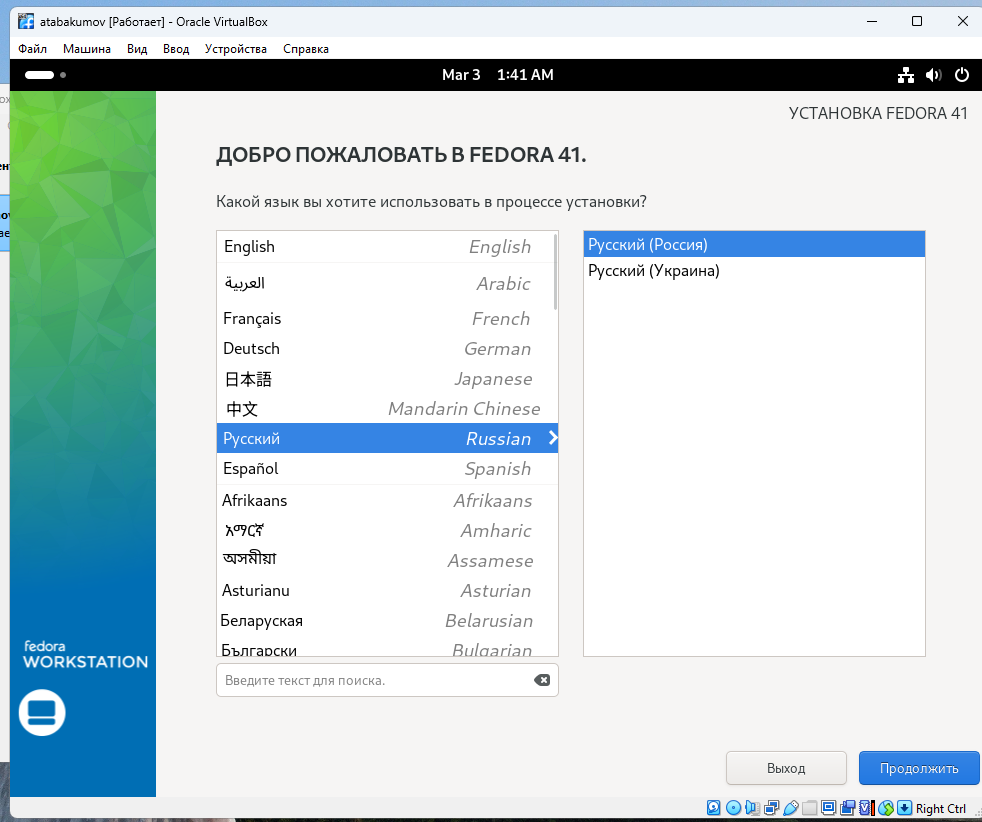 atabakumov [Работает] - Oracle VirtualBox
Файл Машина Вид Ввод Устройства Справка
Mar 3 1:41 AM
УСТАНОВКА FEDORA 41
ДОБРО ПОЖАЛОВАТЬ В FEDORA 41.
Какой язык вы хотите использовать в процессе установки?
English English
العربية Arabic
Français French
Deutsch German
日本語 Japanese
中文 Mandarin Chinese
Русский Russian
Español Spanish
Afrikaans Afrikaans
አማርኛ Amharic
অসমীয়া Assamese
Asturianu Asturian
Беларуская Belarusian
Български Bulgarian
Введите текст для поиска.
Русский (Россия)
Русский (Украина)
fedora
WORKSTATION
Выход Продолжить
Right Ctrl